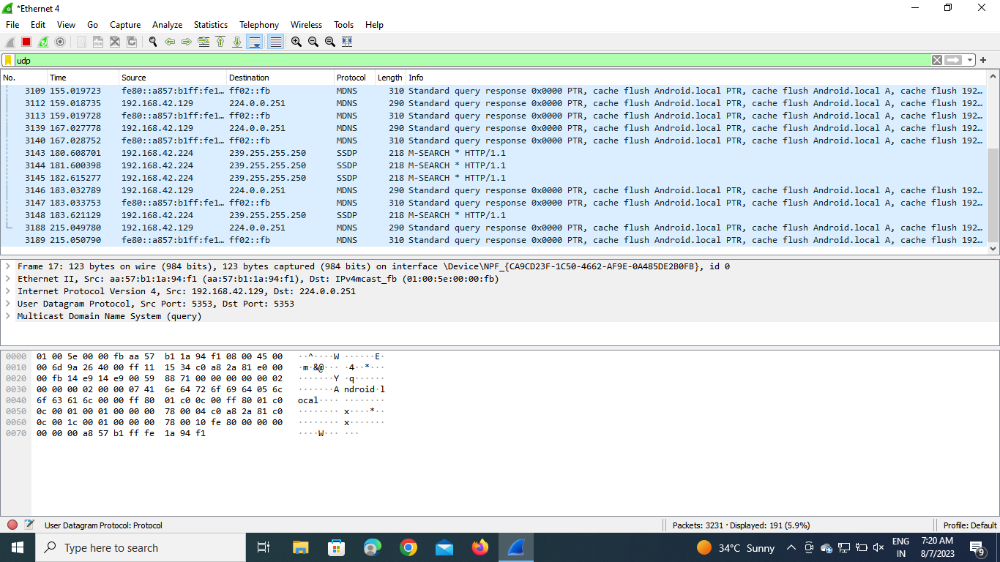 *Ethernet 4
File Edit View Go Capture Analyze Statistics Telephony Wireless Tools Help
udp
No. Time Source Destination Protocol Length Info
3109 155.019723 fe80::a857:b1ff:fe1… ff02::fb MDNS 310 Standard query response 0x0000 PTR, cache flush Android.local PTR, cache flush Android.local A, cache flush 192…
3112 159.018735 192.168.42.129 224.0.0.251 MDNS 290 Standard query response 0x0000 PTR, cache flush Android.local PTR, cache flush Android.local A, cache flush 192…
3113 159.019728 fe80::a857:b1ff:fe1… ff02::fb MDNS 310 Standard query response 0x0000 PTR, cache flush Android.local PTR, cache flush Android.local A, cache flush 192…
3139 167.027778 192.168.42.129 224.0.0.251 MDNS 290 Standard query response 0x0000 PTR, cache flush Android.local PTR, cache flush Android.local A, cache flush 192…
3140 167.028752 fe80::a857:b1ff:fe1… ff02::fb MDNS 310 Standard query response 0x0000 PTR, cache flush Android.local PTR, cache flush Android.local A, cache flush 192…
3143 180.608701 192.168.42.224 239.255.255.250 SSDP 218 M-SEARCH * HTTP/1.1
3144 181.600398 192.168.42.224 239.255.255.250 SSDP 218 M-SEARCH * HTTP/1.1
3145 182.615277 192.168.42.224 239.255.255.250 SSDP 218 M-SEARCH * HTTP/1.1
3146 183.032789 192.168.42.129 224.0.0.251 MDNS 290 Standard query response 0x0000 PTR, cache flush Android.local PTR, cache flush Android.local A, cache flush 192…
3147 183.033753 fe80::a857:b1ff:fe1… ff02::fb MDNS 310 Standard query response 0x0000 PTR, cache flush Android.local PTR, cache flush Android.local A, cache flush 192…
3148 183.621129 192.168.42.224 239.255.255.250 SSDP 218 M-SEARCH * HTTP/1.1
3188 215.049780 192.168.42.129 224.0.0.251 MDNS 290 Standard query response 0x0000 PTR, cache flush Android.local PTR, cache flush Android.local A, cache flush 192…
3189 215.050790 fe80::a857:b1ff:fe1… ff02::fb MDNS 310 Standard query response 0x0000 PTR, cache flush Android.local PTR, cache flush Android.local A, cache flush 192…
Frame 17: 123 bytes on wire (984 bits), 123 bytes captured (984 bits) on interface \Device\NPF_{CA9CD23F-1C50-4662-AF9E-0A485DE2B0FB}, id 0
Ethernet II, Src: aa:57:b1:1a:94:f1 (aa:57:b1:1a:94:f1), Dst: IPv4mcast_fb (01:00:5e:00:00:fb)
Internet Protocol Version 4, Src: 192.168.42.129, Dst: 224.0.0.251
User Datagram Protocol, Src Port: 5353, Dst Port: 5353
Multicast Domain Name System (query)
0000 01 00 5e 00 00 fb aa 57 b1 1a 94 f1 08 00 45 00 ··^····W ······E·
0010 00 6d 9a 26 40 00 ff 11 15 34 c0 a8 2a 81 e0 00 ·m·&@··· ·4··*···
0020 00 fb 14 e9 14 e9 00 59 88 71 00 00 00 00 00 02 ·······Y ·q······
0030 00 00 00 02 00 00 07 41 6e 64 72 6f 69 64 05 6c ·······A ndroid·l
0040 6f 63 61 6c 00 00 ff 80 01 c0 0c 00 ff 80 01 c0 ocal···· ········
0050 0c 00 01 00 01 00 00 00 78 00 04 c0 a8 2a 81 c0 ········ x····*··
0060 0c 00 1c 00 01 00 00 00 78 00 10 fe 80 00 00 00 ········ x·······
0070 00 00 00 a8 57 b1 ff fe 1a 94 f1 ····W··· ···
User Datagram Protocol: Protocol Packets: 3231 · Displayed: 191 (5.9%) Profile: Default
Type here to search 34°C Sunny ENG IN 7:20 AM 8/7/2023 9